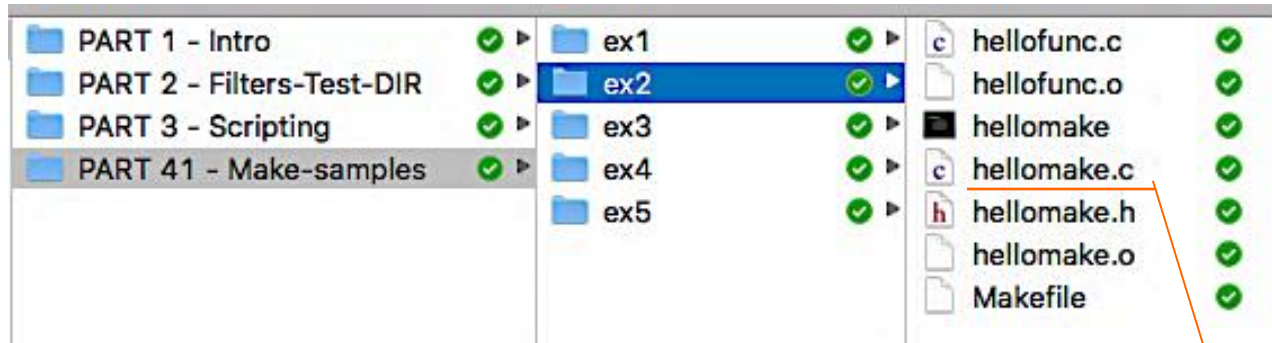 PART 1 - Intro
PART 2 - Filters-Test-DIR
PART 3 - Scripting
PART 41 - Make-samples
ex1
ex2
ex3
ex4
ex5
c hellofunc.c
hellofunc.o
hellomake
c hellomake.c
h hellomake.h
hellomake.o
Makefile